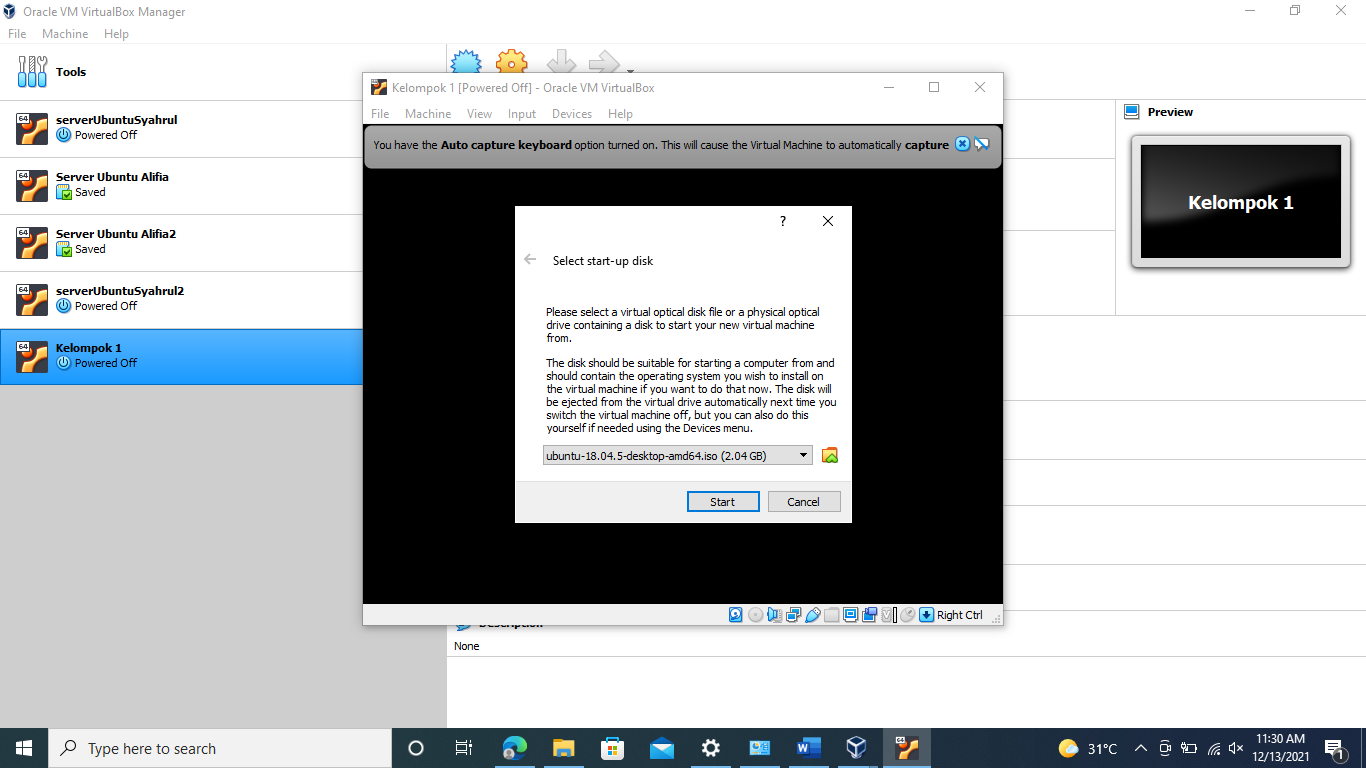 Oracle VM VirtualBox Manager
File Machine Help
Tools
64
serverUbuntuSyahrul
Powered Off
64
Server Ubuntu Alifia
Saved
64
Server Ubuntu Alifia2
Saved
64
serverUbuntuSyahrul2
Powered Off
64
Kelompok 1
Powered Off
64
Kelompok 1 [Powered Off] - Oracle VM VirtualBox
File Machine View Input Devices Help
You have the Auto capture keyboard option turned on. This will cause the Virtual Machine to automatically capture
?
Select start-up disk
Please select a virtual optical disk file or a physical optical
drive containing a disk to start your new virtual machine
from.
The disk should be suitable for starting a computer from and
should contain the operating system you wish to install on
the virtual machine if you want to do that now. The disk will
be ejected from the virtual drive automatically next time you
switch the virtual machine off, but you can also do this
yourself if needed using the Devices menu.
ubuntu-18.04.5-desktop-amd64.iso (2.04 GB)
Start Cancel
Right Ctrl
Preview
Kelompok 1
Description
None
Type here to search
64
31°C
11:30 AM
12/13/2021
1